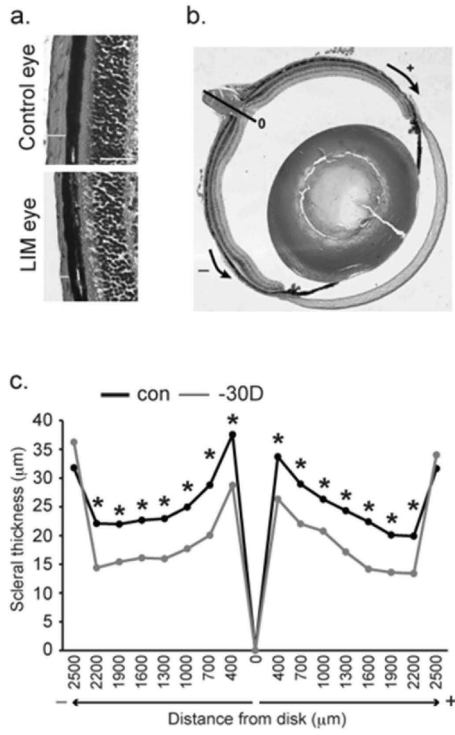 a.
Control eye
LIM eye
b.
+
0
−
c.
con -30D
Scleral thickness (μm)
40
35
30
25
20
15
10
5
0
* * * * * * * * * * * * * *
2500 2200 1900 1600 1300 1000 700 400 0 400 700 1000 1300 1600 1900 2200 2500
− +
Distance from disk (μm)